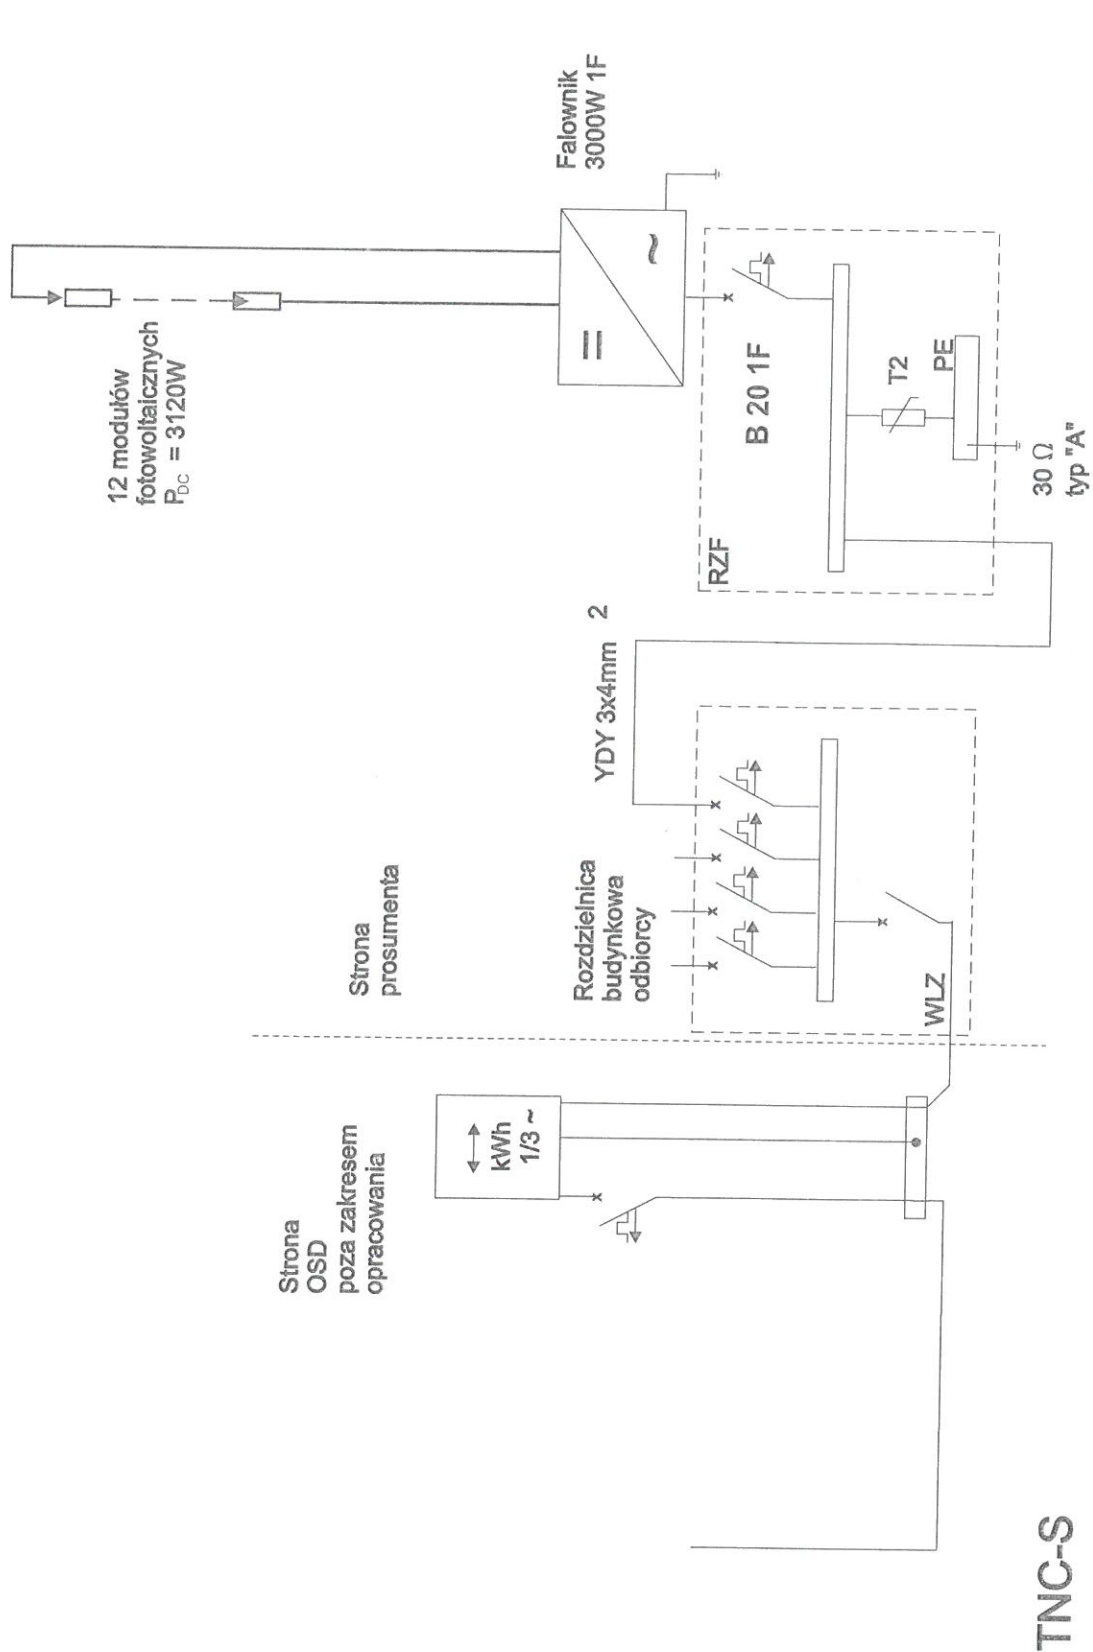 Strona
OSD
poza zakresem
opracowania
kWh
1/3 ~
Strona
prosumenta
Rozdzielnica
budynkowa
odbiorcy
WLZ
YDY 3x4mm 2
12 modułów
fotowoltaicznych
PDC = 3120W
Falownik
3000W 1F
= ~
RZF
B 20 1F
T2
PE
30 Ω
typ "A"
TNC-S